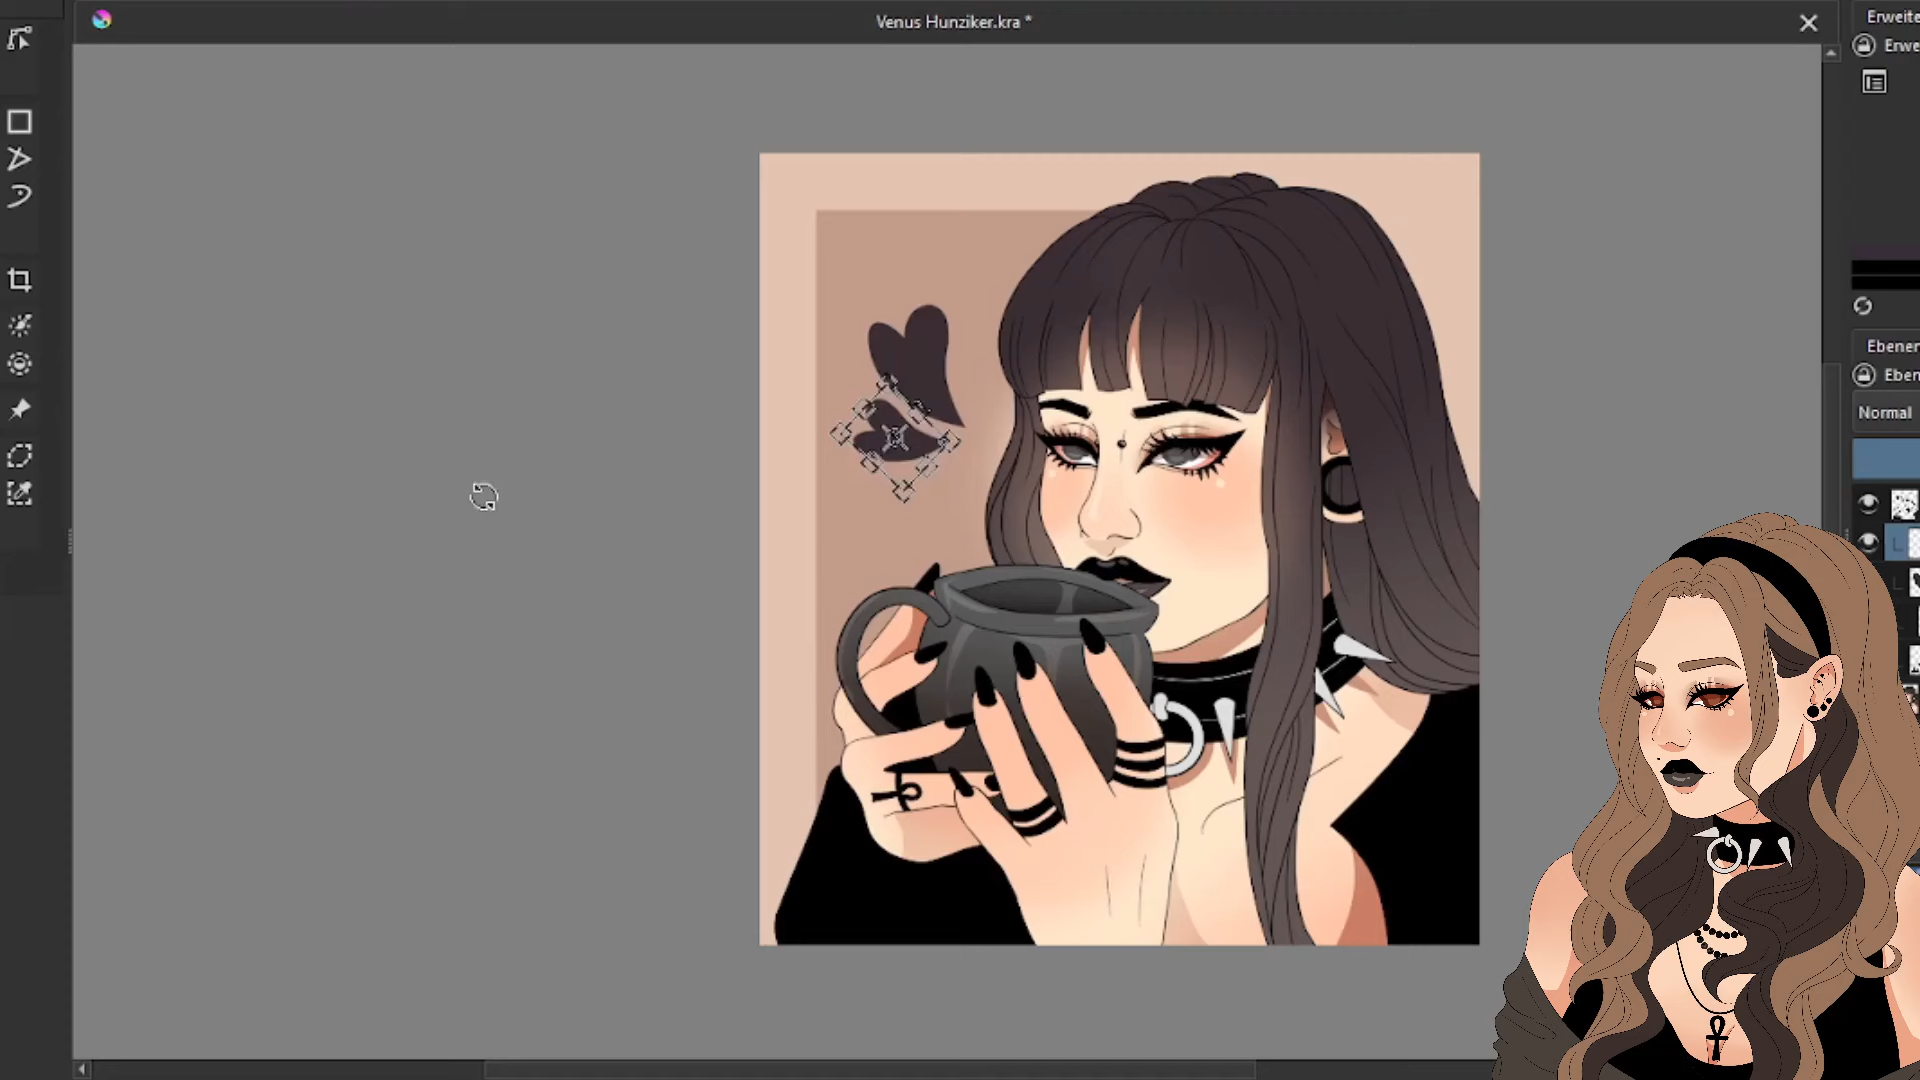 Venus Hunziker.kra *
Erweite
Erwe
Ebener
Eben
Normal